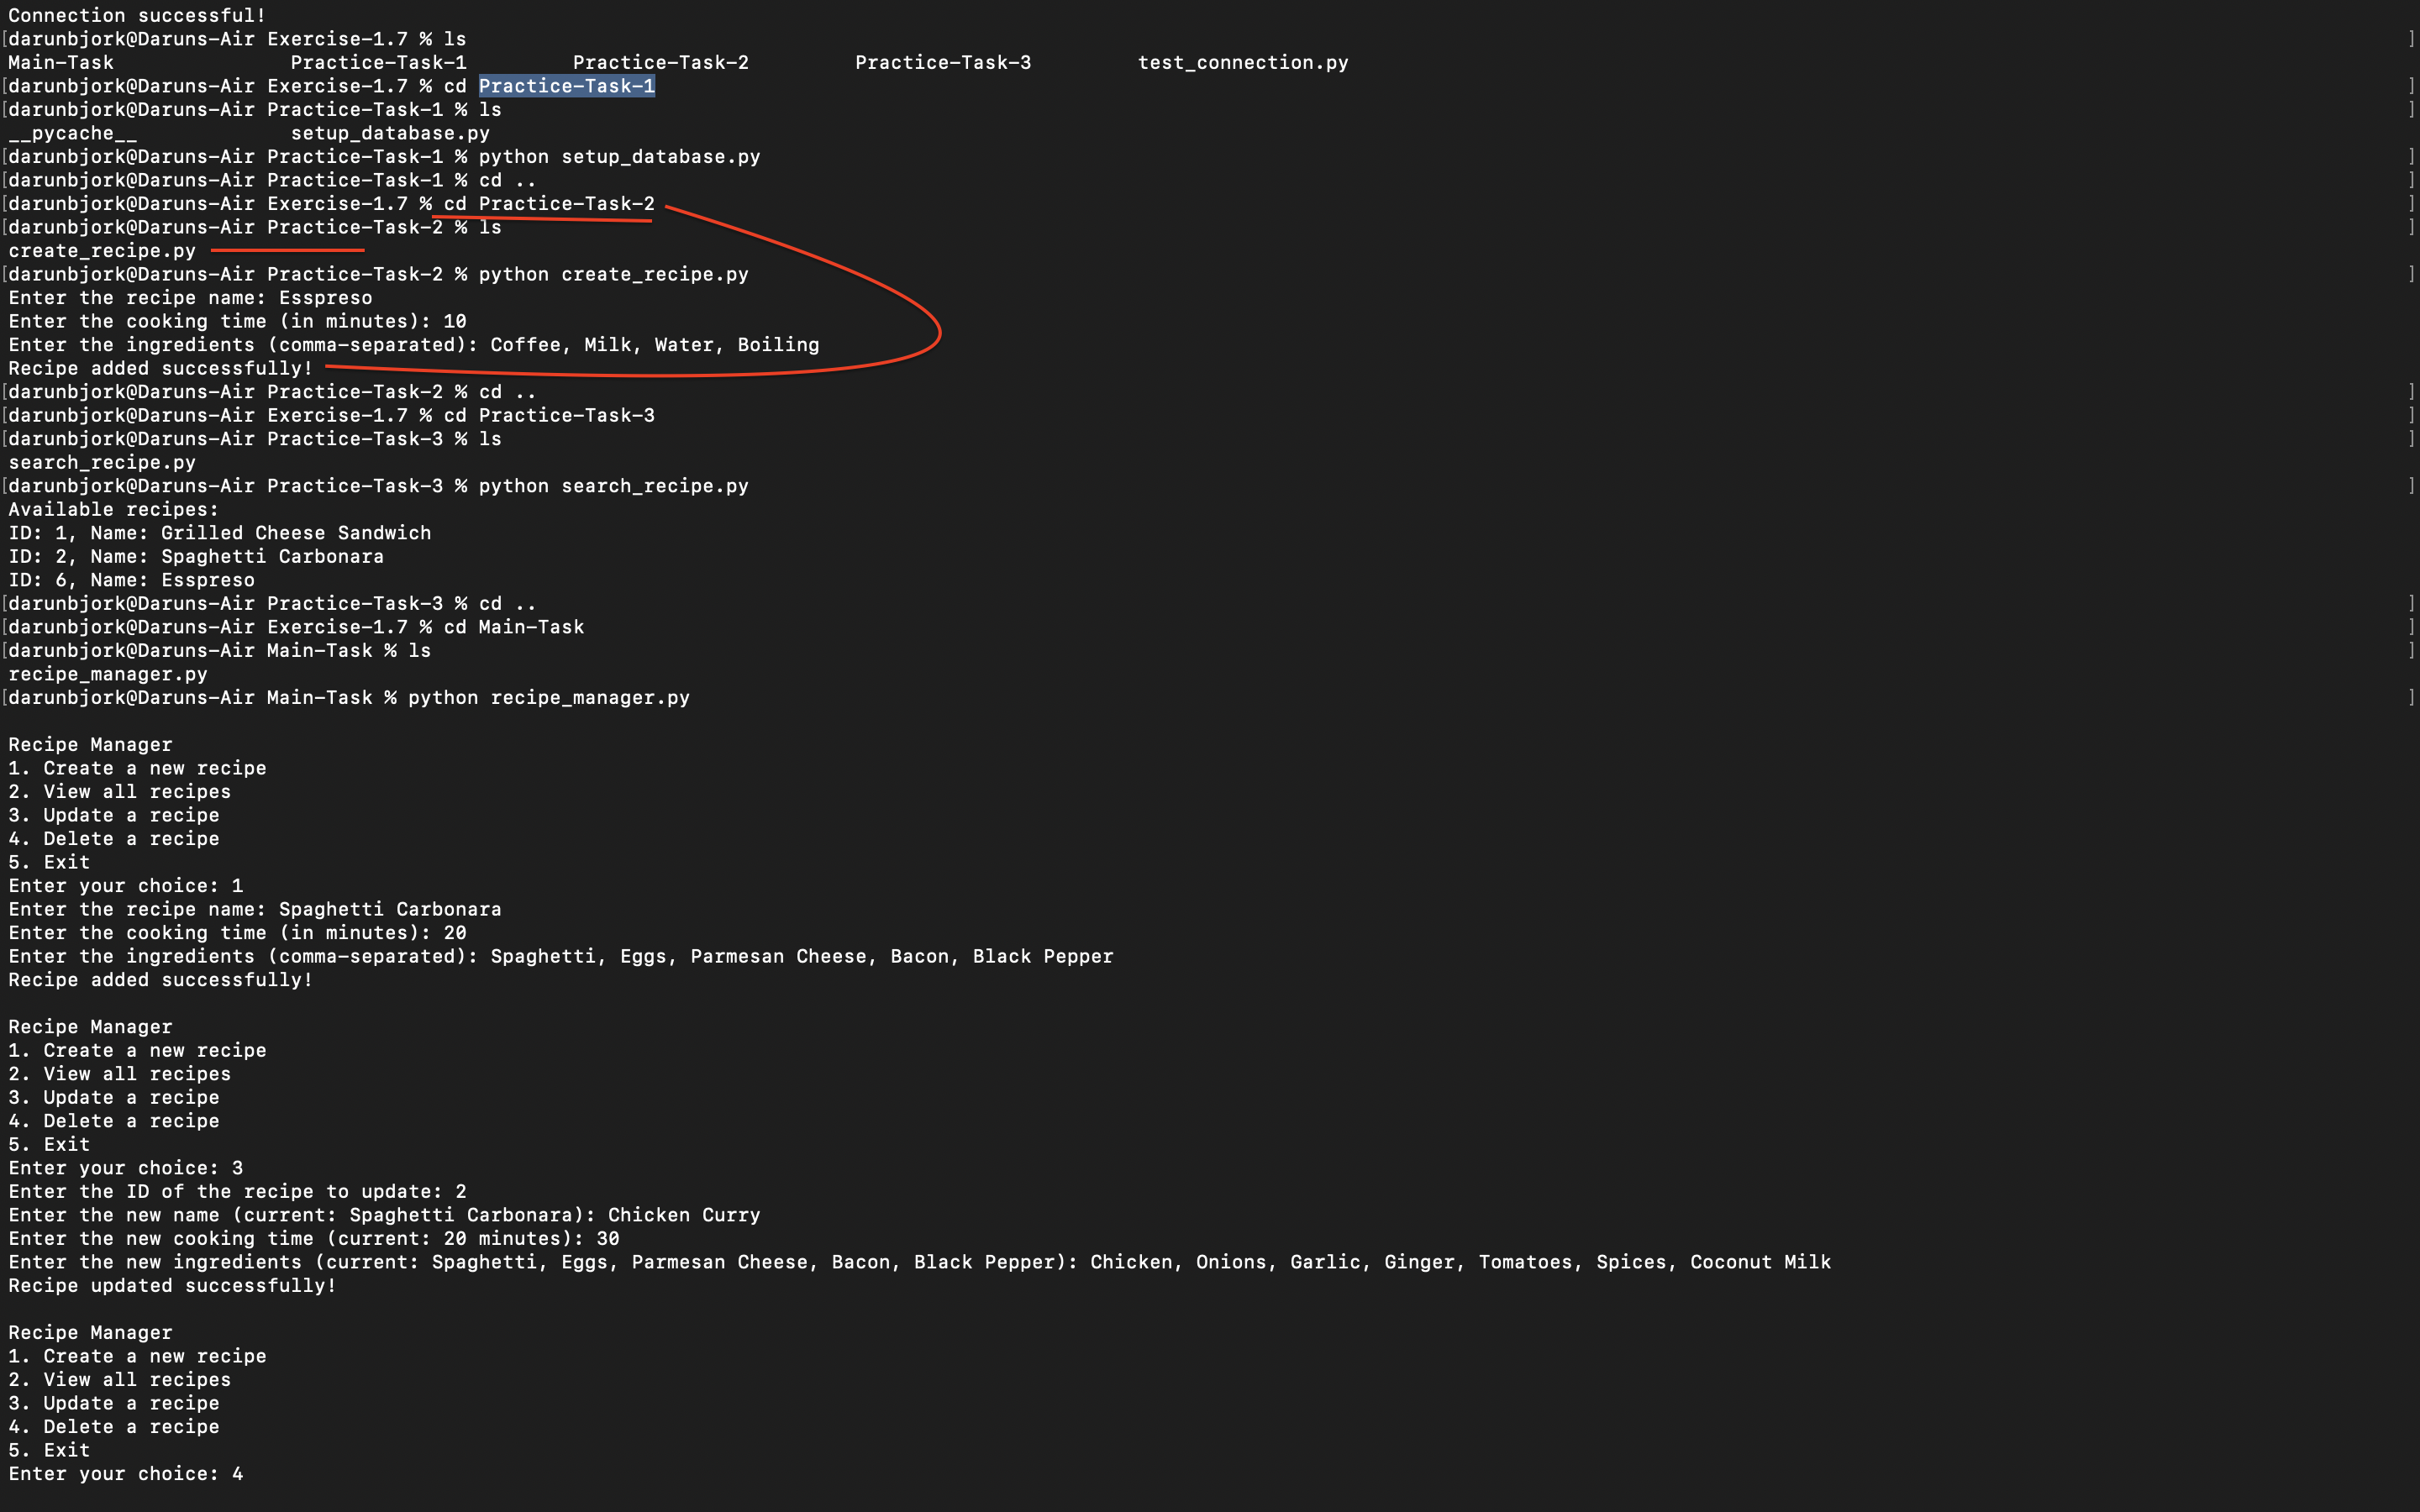 Connection successful!
[darunbjork@Daruns-Air Exercise-1.7 % ls ]
Main-Task Practice-Task-1 Practice-Task-2 Practice-Task-3 test_connection.py
[darunbjork@Daruns-Air Exercise-1.7 % cd Practice-Task-1 ]
[darunbjork@Daruns-Air Practice-Task-1 % ls ]
__pycache__ setup_database.py
[darunbjork@Daruns-Air Practice-Task-1 % python setup_database.py ]
[darunbjork@Daruns-Air Practice-Task-1 % cd .. ]
[darunbjork@Daruns-Air Exercise-1.7 % cd Practice-Task-2 ]
[darunbjork@Daruns-Air Practice-Task-2 % ls ]
create_recipe.py
[darunbjork@Daruns-Air Practice-Task-2 % python create_recipe.py ]
Enter the recipe name: Esspreso
Enter the cooking time (in minutes): 10
Enter the ingredients (comma-separated): Coffee, Milk, Water, Boiling
Recipe added successfully!
[darunbjork@Daruns-Air Practice-Task-2 % cd .. ]
[darunbjork@Daruns-Air Exercise-1.7 % cd Practice-Task-3 ]
[darunbjork@Daruns-Air Practice-Task-3 % ls ]
search_recipe.py
[darunbjork@Daruns-Air Practice-Task-3 % python search_recipe.py ]
Available recipes:
ID: 1, Name: Grilled Cheese Sandwich
ID: 2, Name: Spaghetti Carbonara
ID: 6, Name: Esspreso
[darunbjork@Daruns-Air Practice-Task-3 % cd .. ]
[darunbjork@Daruns-Air Exercise-1.7 % cd Main-Task ]
[darunbjork@Daruns-Air Main-Task % ls ]
recipe_manager.py
[darunbjork@Daruns-Air Main-Task % python recipe_manager.py ]
Recipe Manager
1. Create a new recipe
2. View all recipes
3. Update a recipe
4. Delete a recipe
5. Exit
Enter your choice: 1
Enter the recipe name: Spaghetti Carbonara
Enter the cooking time (in minutes): 20
Enter the ingredients (comma-separated): Spaghetti, Eggs, Parmesan Cheese, Bacon, Black Pepper
Recipe added successfully!
Recipe Manager
1. Create a new recipe
2. View all recipes
3. Update a recipe
4. Delete a recipe
5. Exit
Enter your choice: 3
Enter the ID of the recipe to update: 2
Enter the new name (current: Spaghetti Carbonara): Chicken Curry
Enter the new cooking time (current: 20 minutes): 30
Enter the new ingredients (current: Spaghetti, Eggs, Parmesan Cheese, Bacon, Black Pepper): Chicken, Onions, Garlic, Ginger, Tomatoes, Spices, Coconut Milk
Recipe updated successfully!
Recipe Manager
1. Create a new recipe
2. View all recipes
3. Update a recipe
4. Delete a recipe
5. Exit
Enter your choice: 4